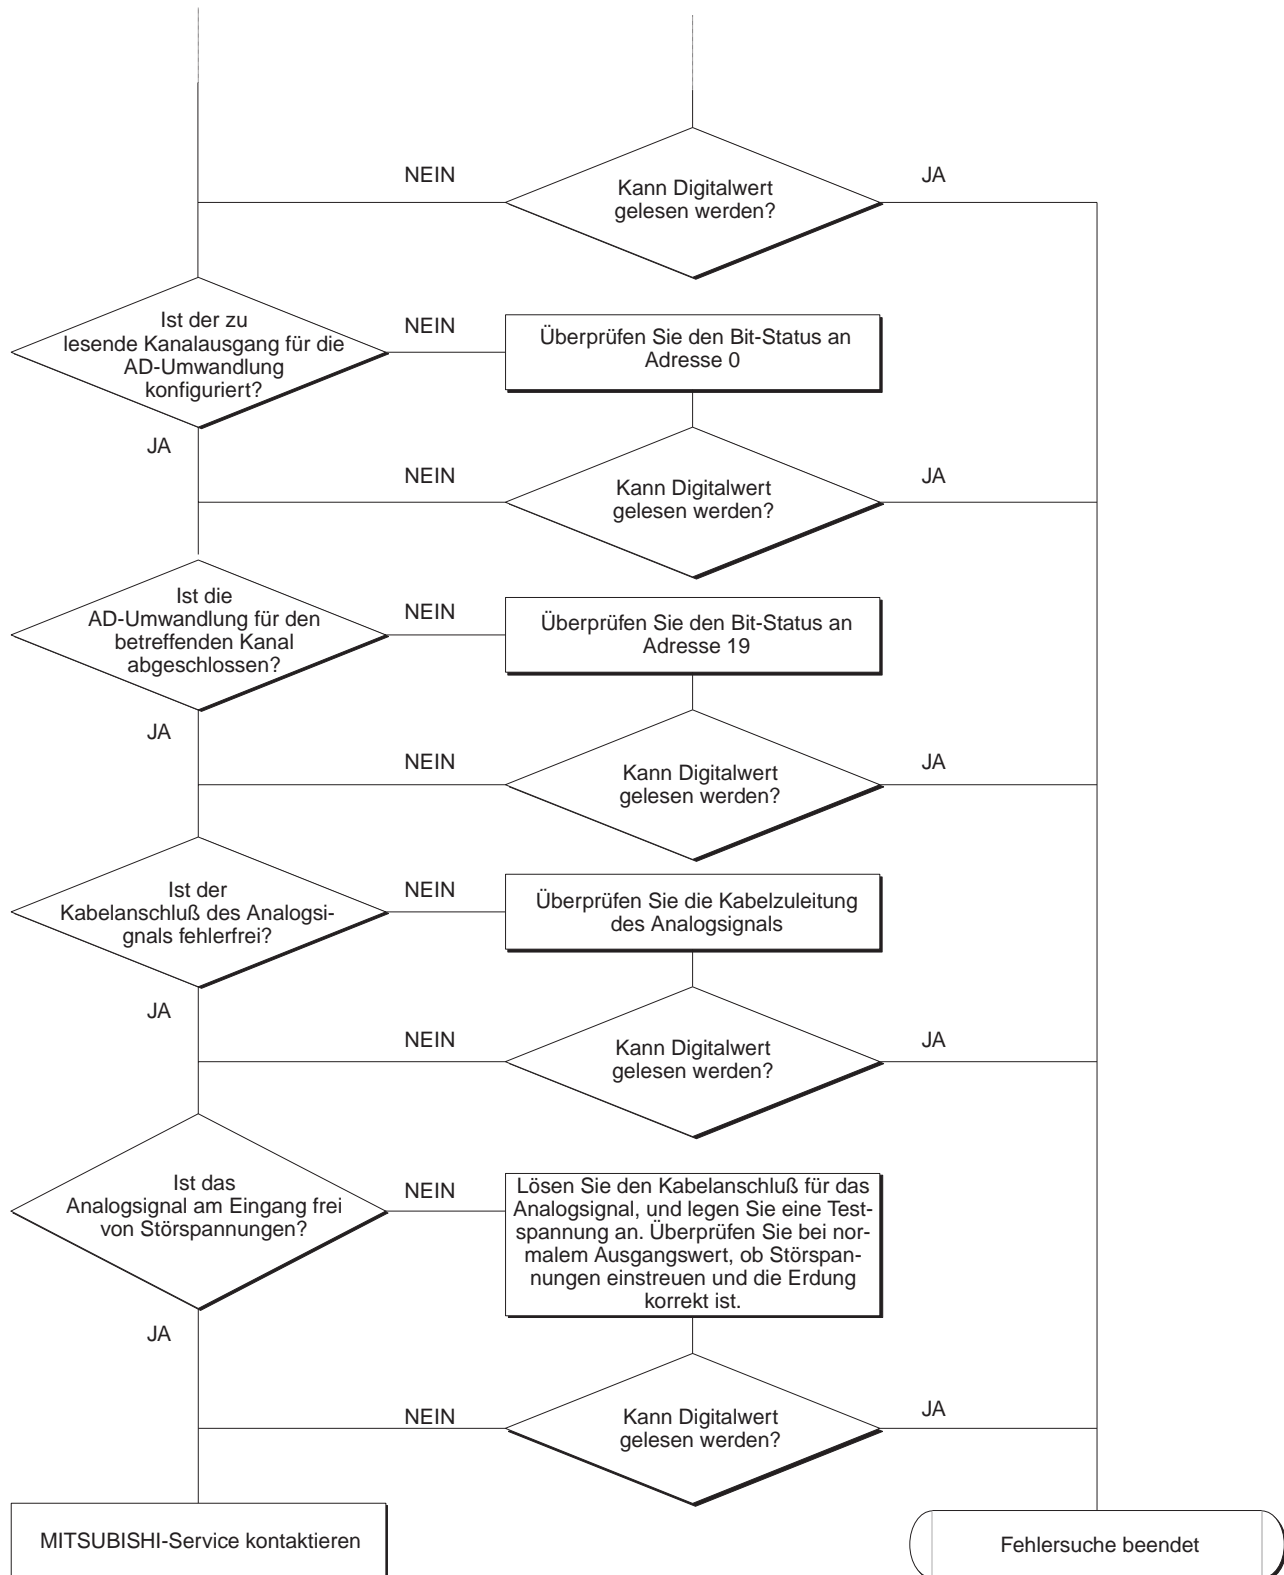 NEIN
Kann Digitalwert
gelesen werden?
JA
Ist der zu
lesende Kanalausgang für die
AD-Umwandlung
konfiguriert?
NEIN
Überprüfen Sie den Bit-Status an
Adresse 0
JA
NEIN
Kann Digitalwert
gelesen werden?
JA
Ist die
AD-Umwandlung für den
betreffenden Kanal
abgeschlossen?
NEIN
Überprüfen Sie den Bit-Status an
Adresse 19
JA
NEIN
Kann Digitalwert
gelesen werden?
JA
Ist der
Kabelanschluß des Analogsi-
gnals fehlerfrei?
NEIN
Überprüfen Sie die Kabelzuleitung
des Analogsignals
JA
NEIN
Kann Digitalwert
gelesen werden?
JA
Ist das
Analogsignal am Eingang frei
von Störspannungen?
NEIN
Lösen Sie den Kabelanschluß für das
Analogsignal, und legen Sie eine Test-
spannung an. Überprüfen Sie bei nor-
malem Ausgangswert, ob Störspan-
nungen einstreuen und die Erdung
korrekt ist.
JA
NEIN
Kann Digitalwert
gelesen werden?
JA
MITSUBISHI-Service kontaktieren
Fehlersuche beendet